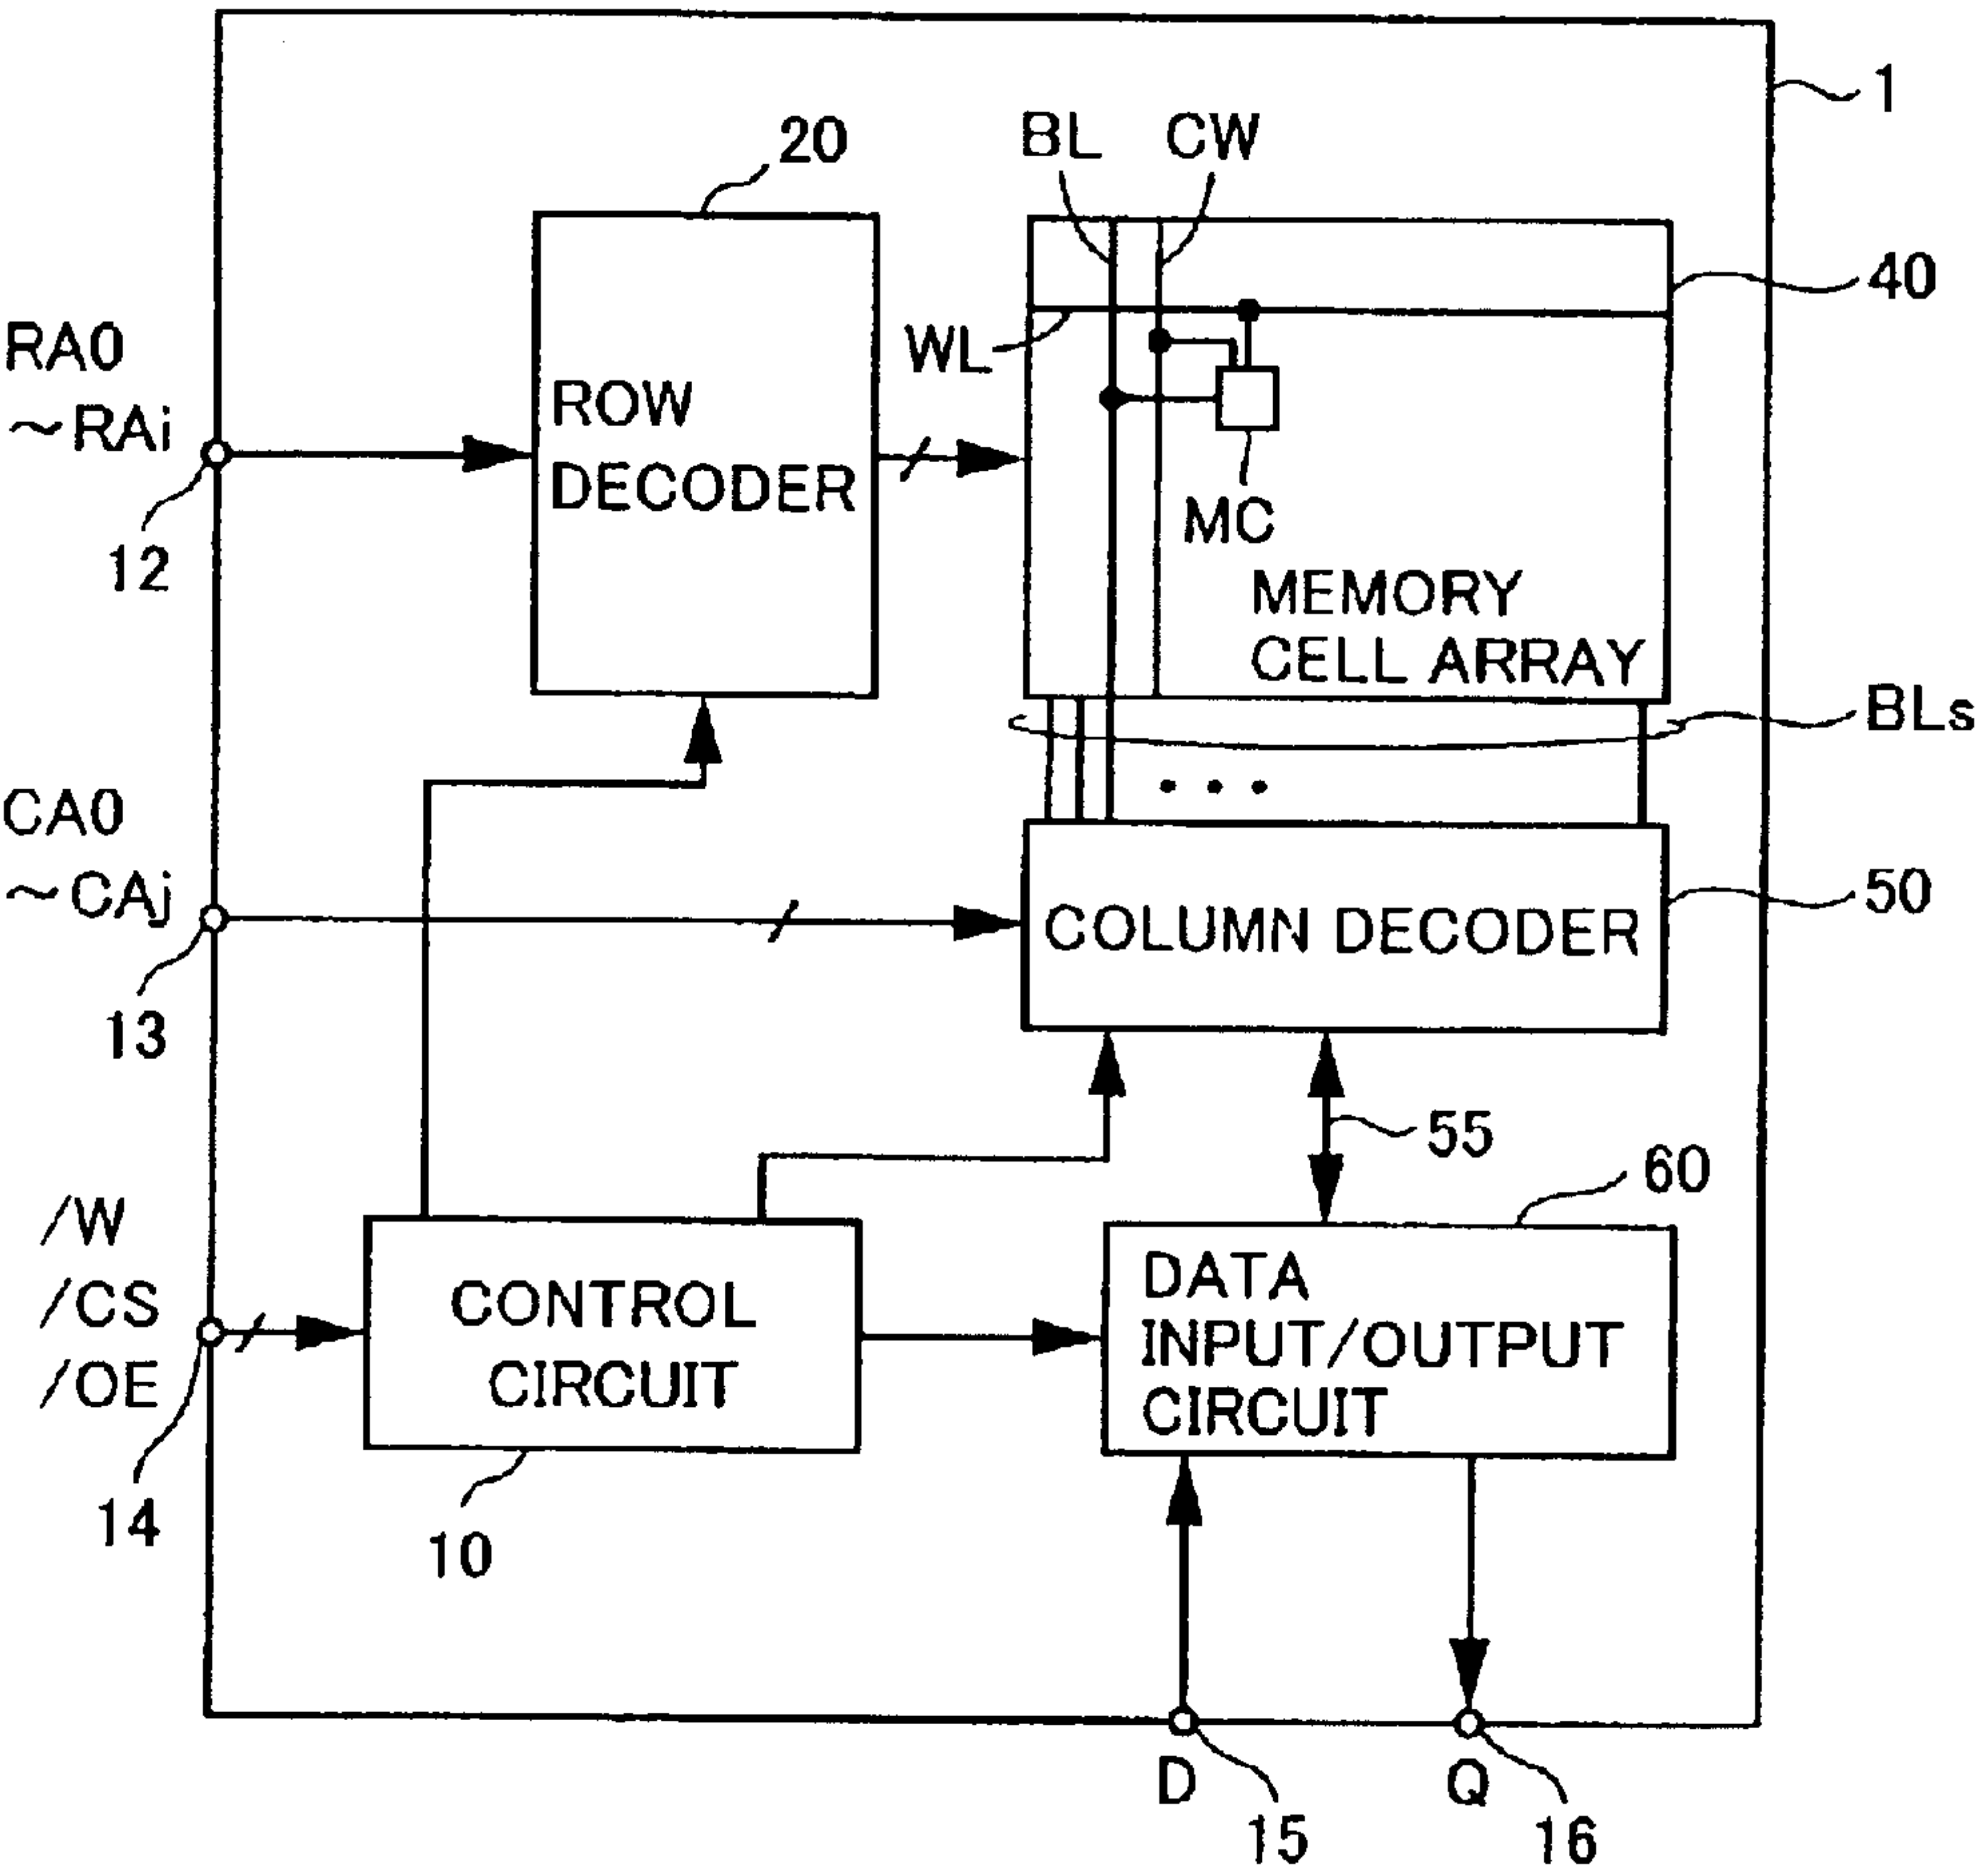 1
20
BL
CW
40
RA0
~RAi
WL
ROW
DECODER
MC
12
MEMORY
CELL ARRAY
BLs
CA0
~CAj
50
COLUMN DECODER
13
55
60
/W
/CS
/OE
CONTROL
CIRCUIT
DATA
INPUT/OUTPUT
CIRCUIT
14
10
D
Q
15
16